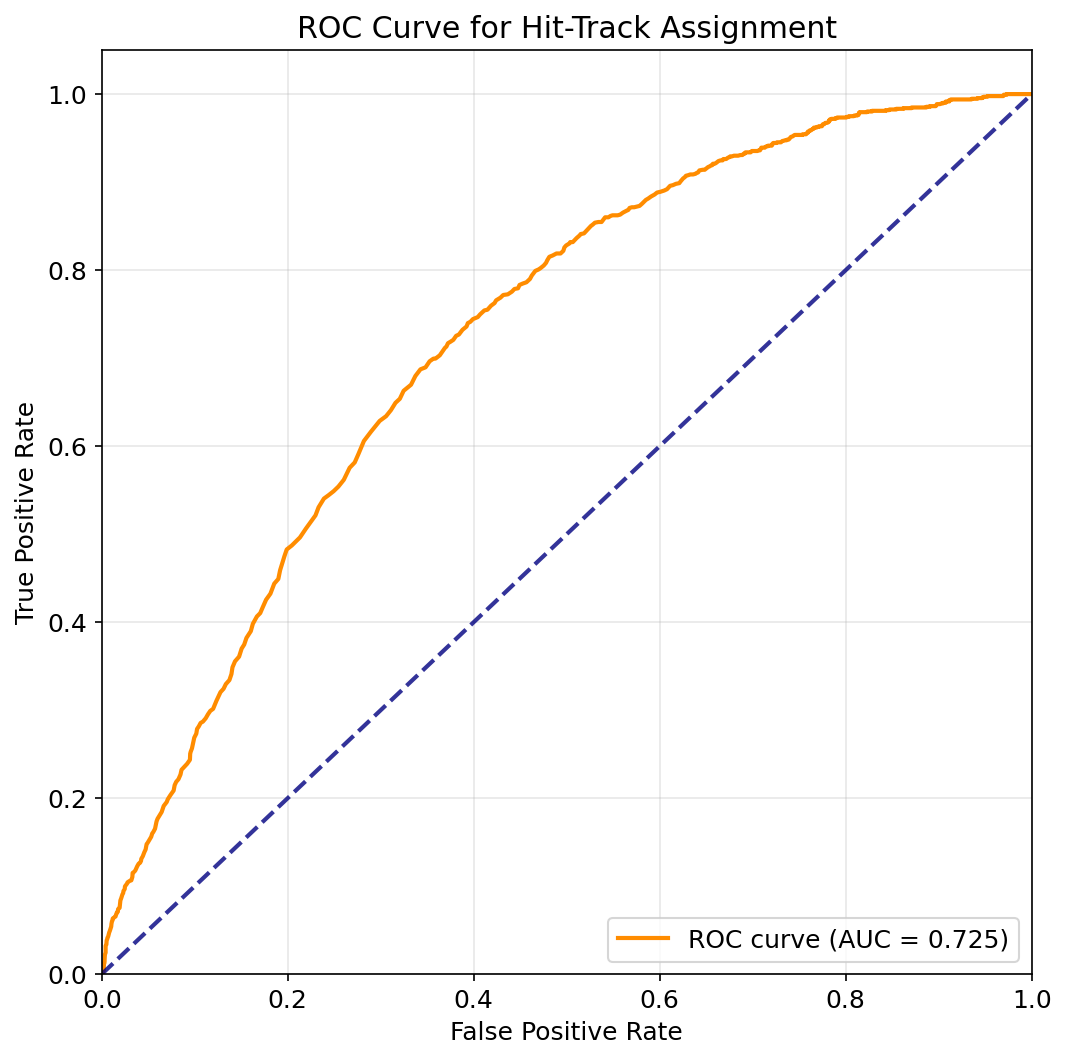 ROC Curve for Hit-Track Assignment
True Positive Rate
1.0
0.8
0.6
0.4
0.2
0.0
ROC curve (AUC = 0.725)
0.0 0.2 0.4 0.6 0.8 1.0
False Positive Rate